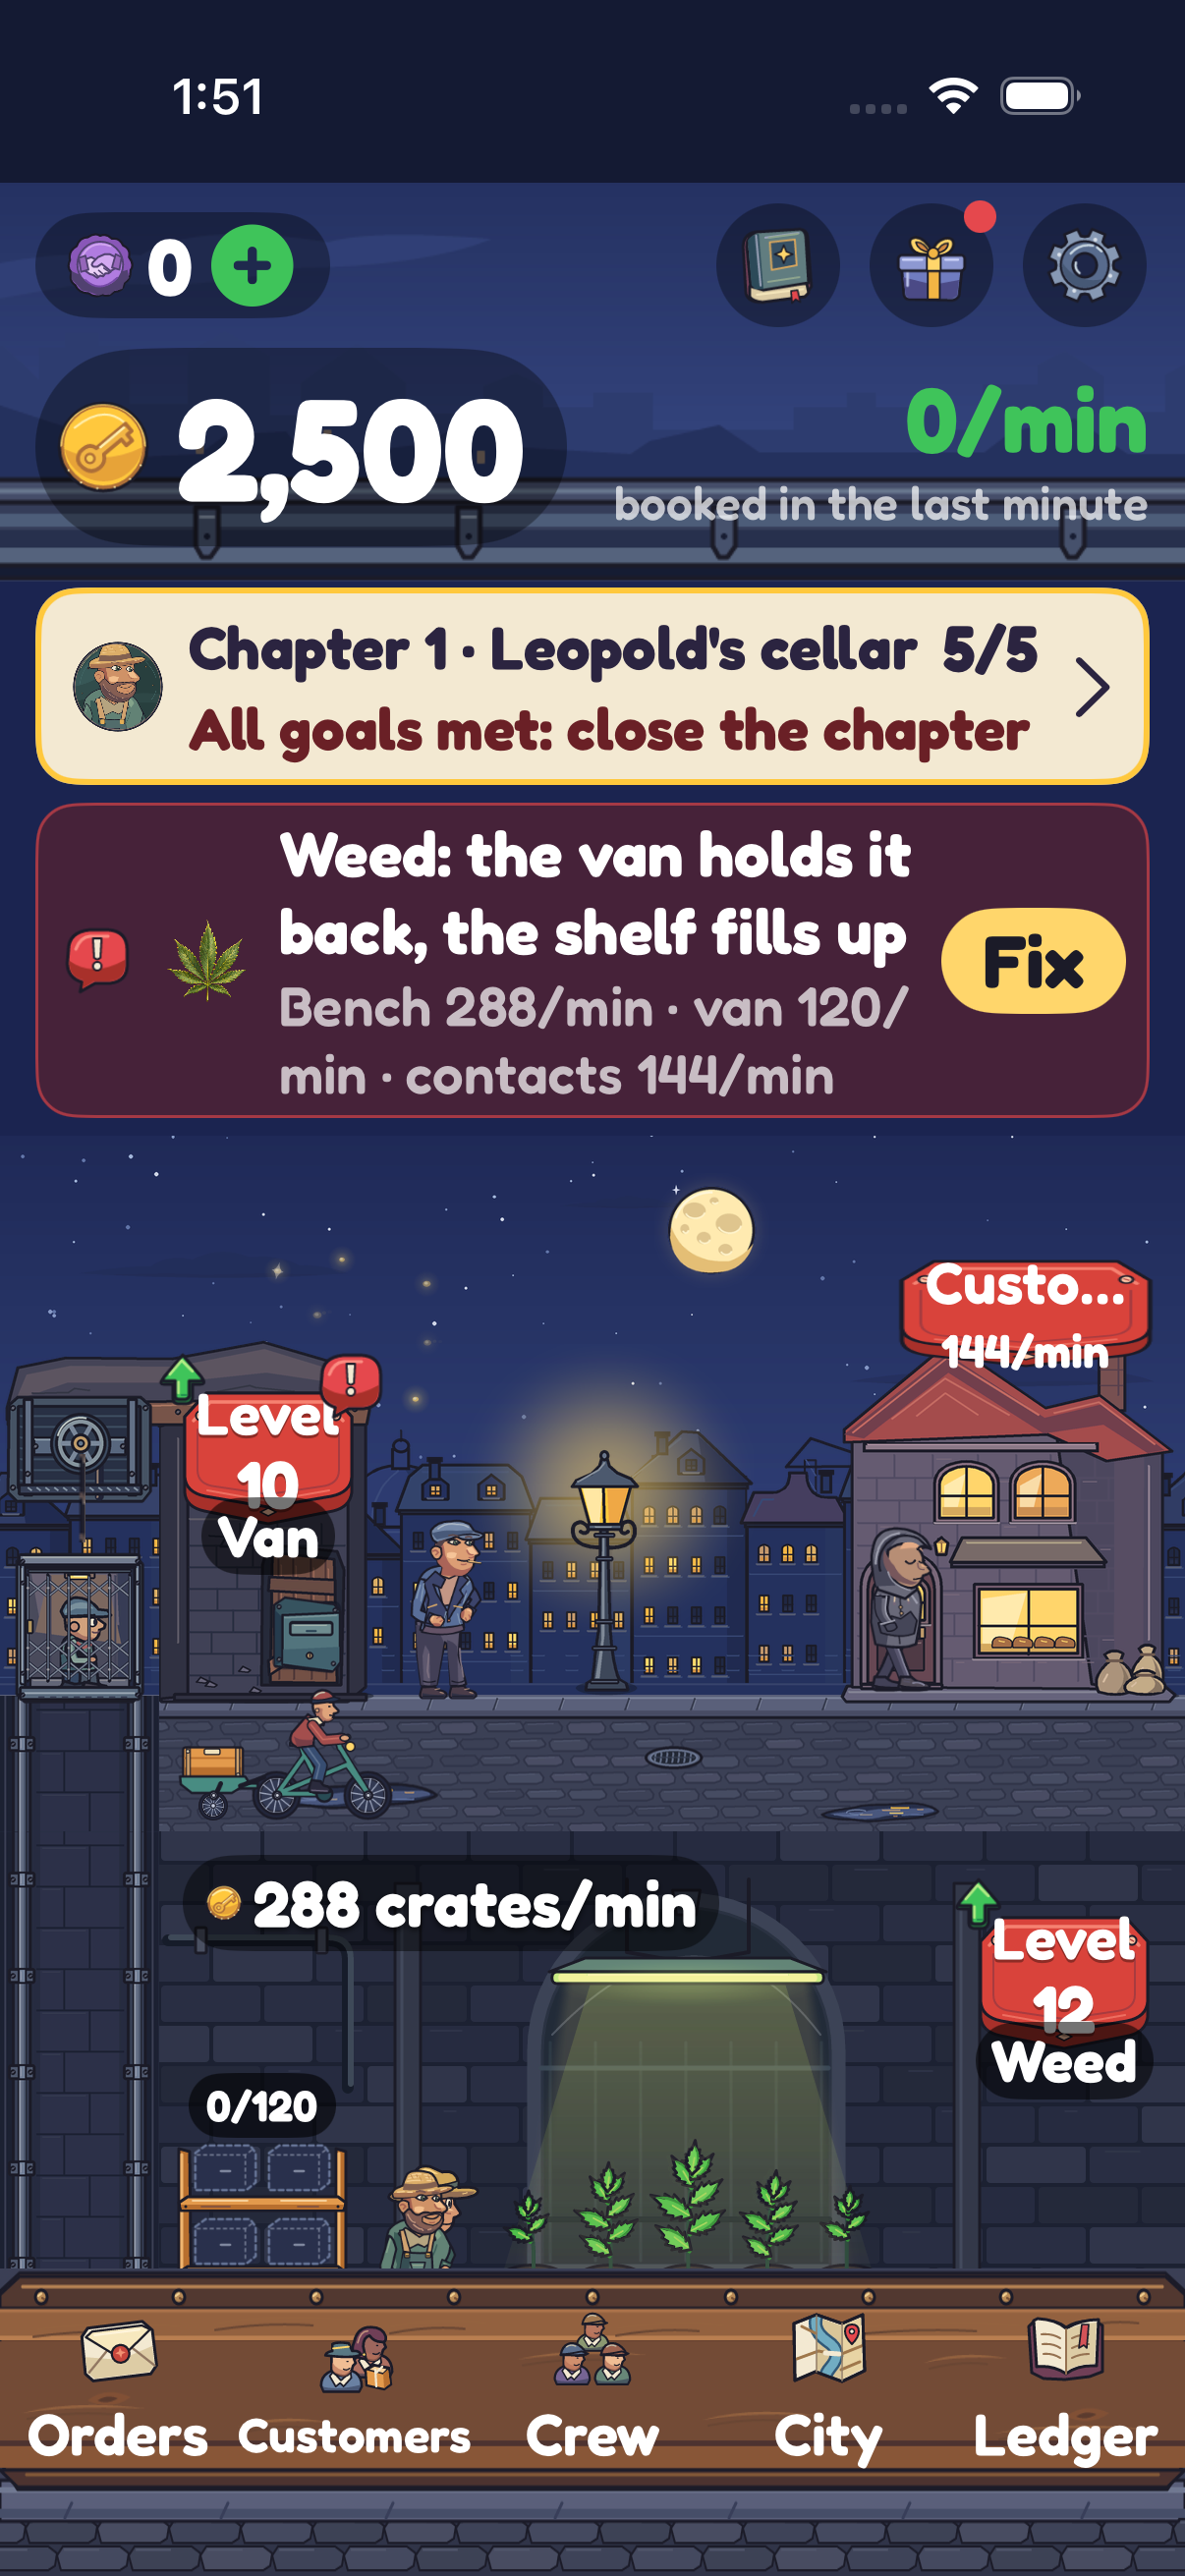 1:51
0
2,500
0/min
booked in the last minute
Chapter 1 · Leopold's cellar 5/5
All goals met: close the chapter
Weed: the van holds it
back, the shelf fills up
Bench 288/min · van 120/
min · contacts 144/min
Fix
Custo...
144/min
Level
10
Van
288 crates/min
Level
12
Weed
0/120
Orders
Customers
Crew
City
Ledger